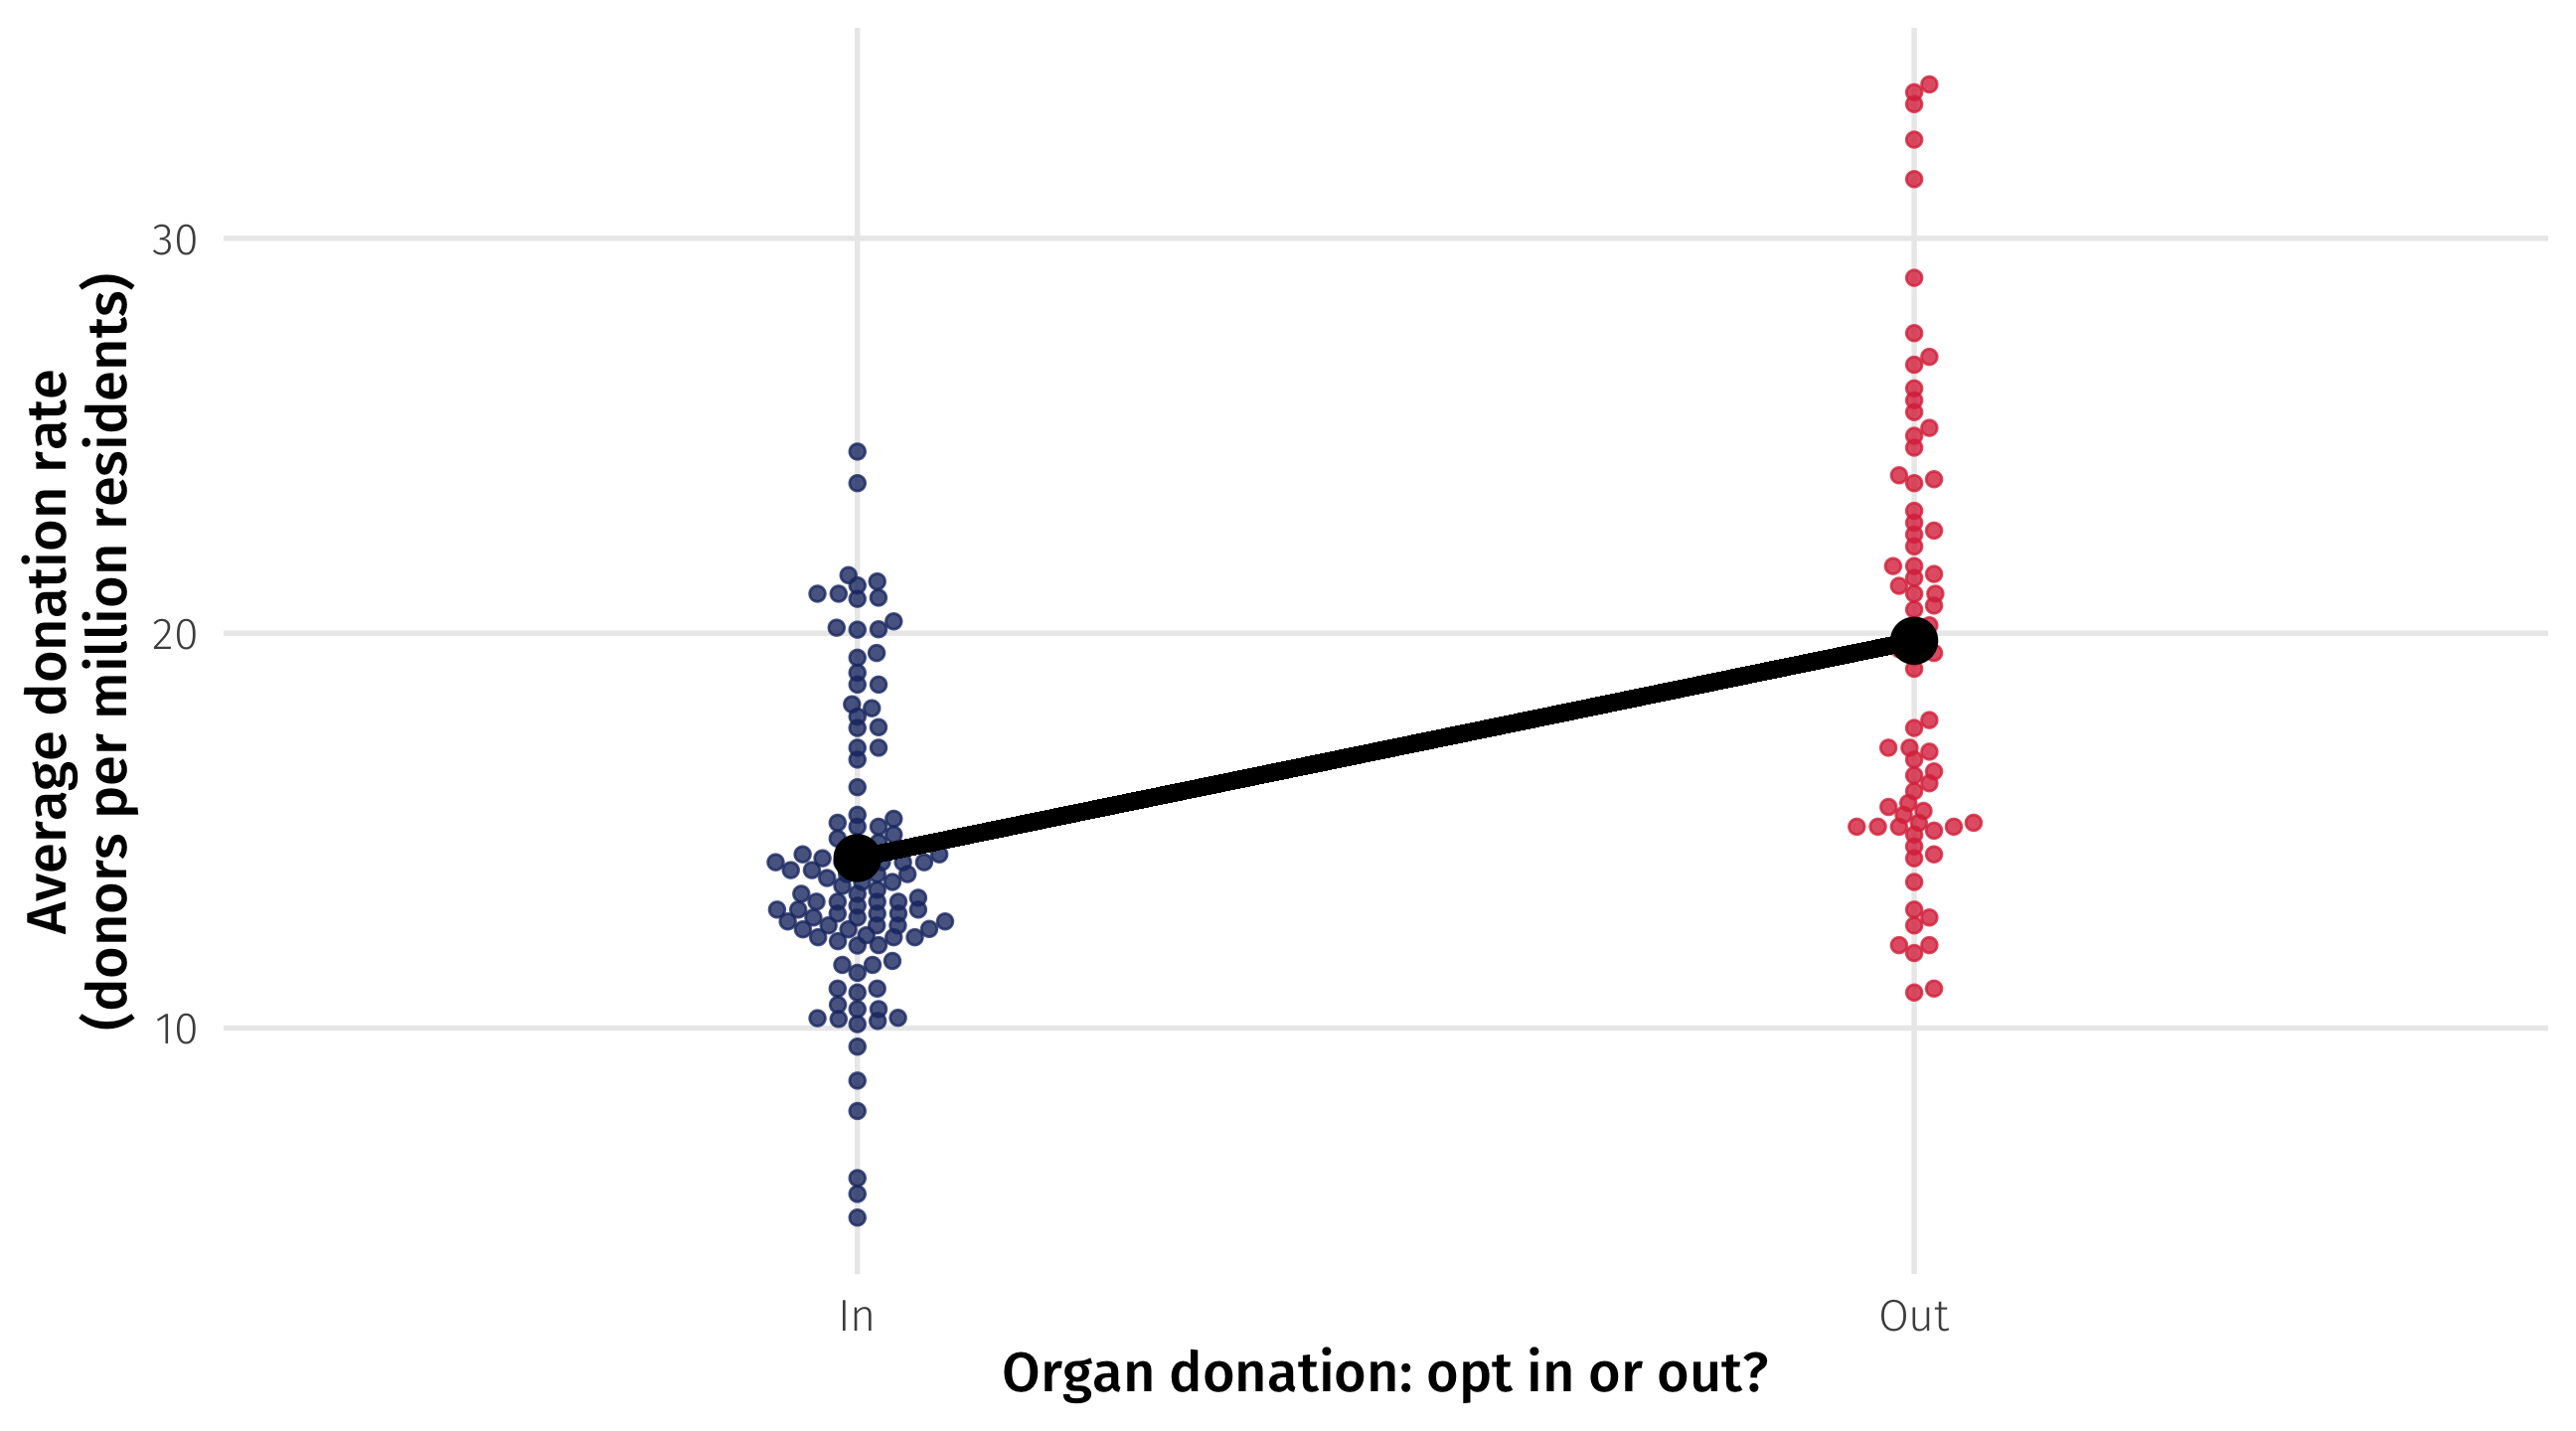 Average donation rate
(donors per million residents)
30
20
10
In
Out
Organ donation: opt in or out?